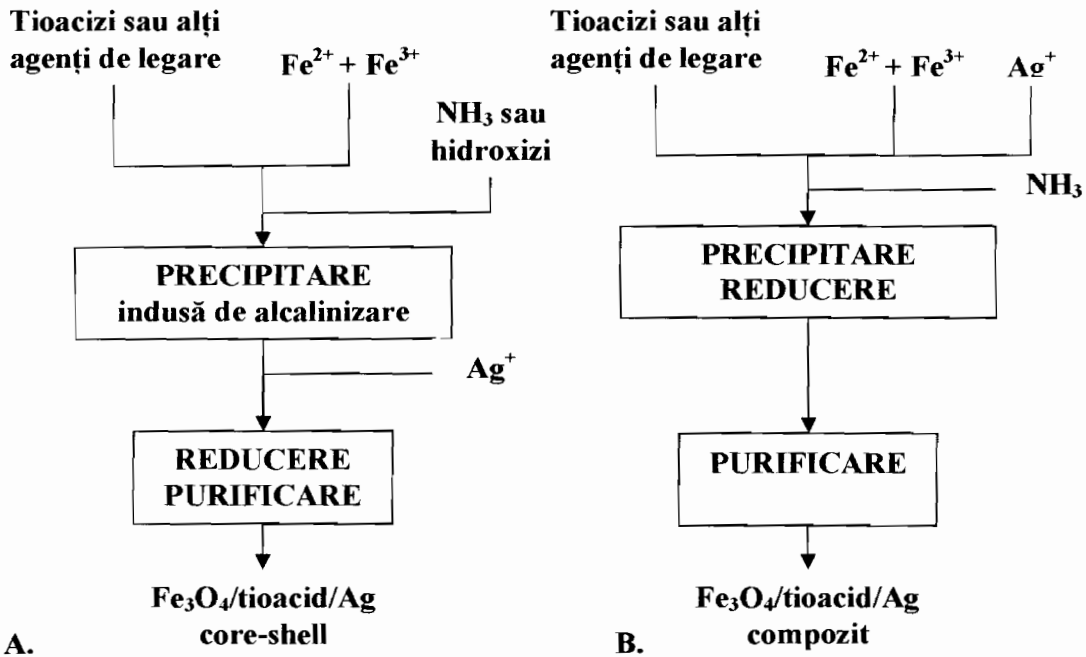 Tioacizi sau alți
agenți de legare
Fe²⁺ + Fe³⁺
NH₃ sau
hidroxizi
PRECIPITARE
indusă de alcalinizare
Ag⁺
REDUCERE
PURIFICARE
Fe₃O₄/tioacid/Ag
core-shell
A.
Tioacizi sau alți
agenți de legare
Fe²⁺ + Fe³⁺
Ag⁺
NH₃
PRECIPITARE
REDUCERE
PURIFICARE
Fe₃O₄/tioacid/Ag
compozit
B.